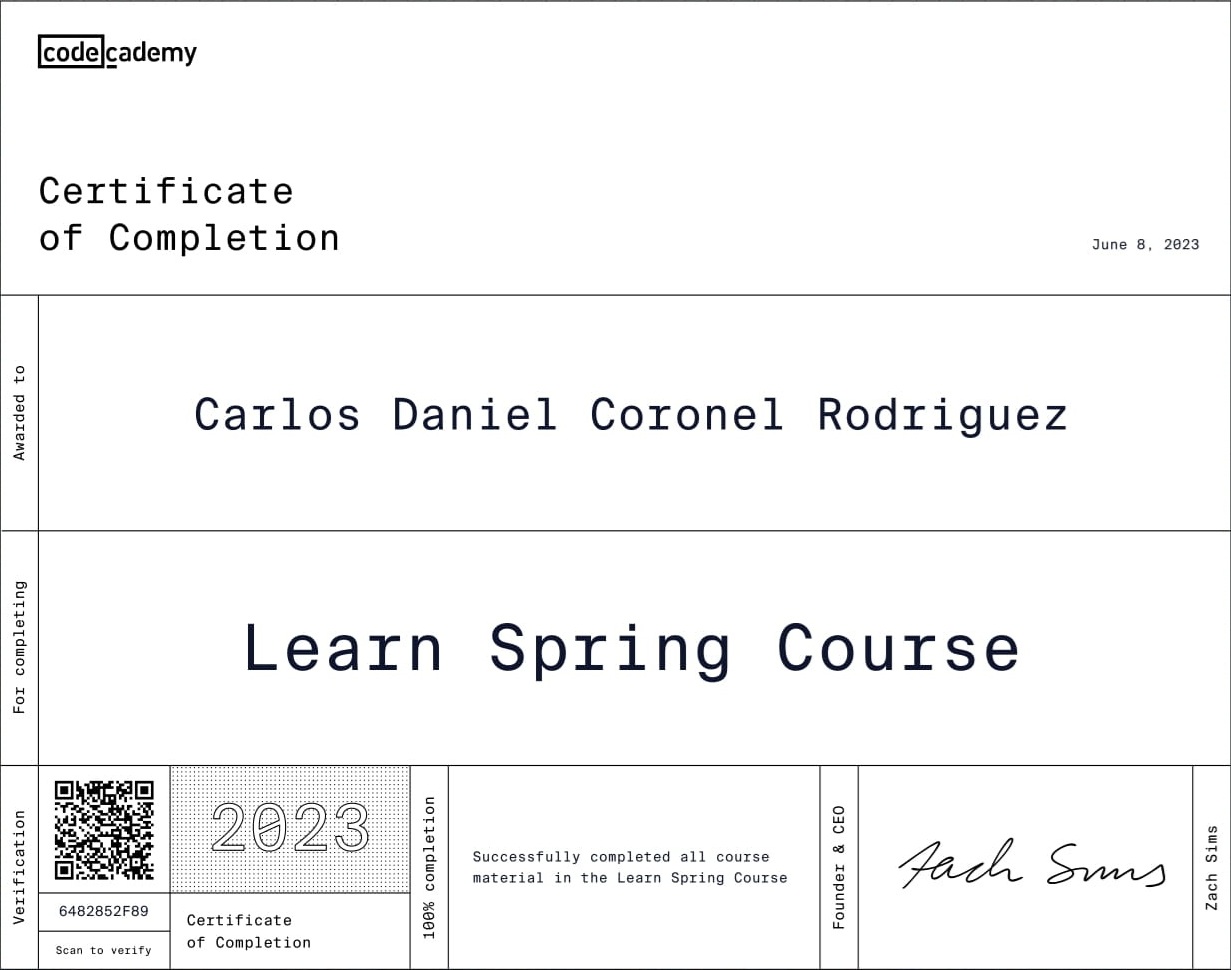 codecademy
Certificate
of Completion
June 8, 2023
Awarded to
Carlos Daniel Coronel Rodriguez
For completing
Learn Spring Course
Verification
6482852F89
Scan to verify
2023
Certificate
of Completion
100% completion
Successfully completed all course
material in the Learn Spring Course
Founder & CEO
Zach Sims
Zach Sims